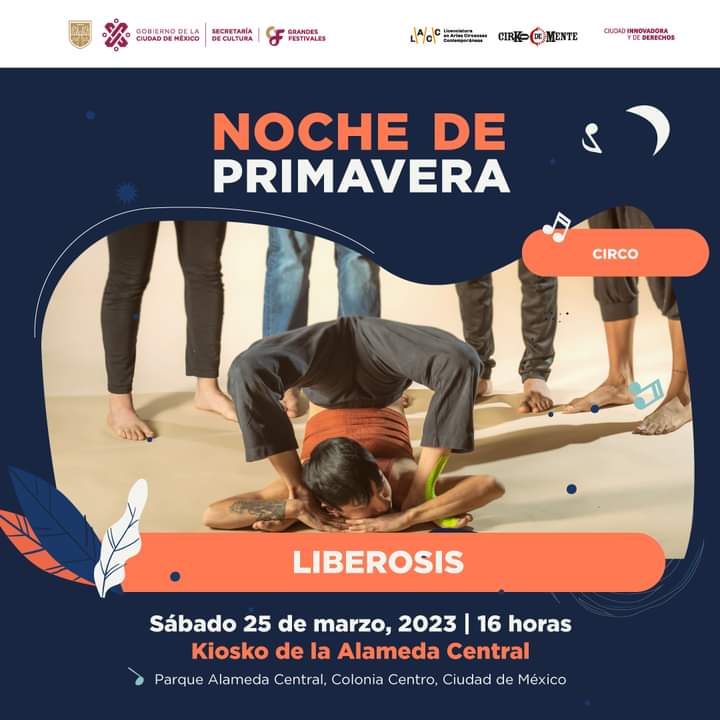 GOBIERNO DE LA
CIUDAD DE MÉXICO
SECRETARÍA
DE CULTURA
GRANDES
FESTIVALES
LACC
Licenciatura
en Artes Circenses
Contemporáneas
CIRKO DE MENTE
CIUDAD INNOVADORA
Y DE DERECHOS
NOCHE DE
PRIMAVERA
CIRCO
LIBEROSIS
Sábado 25 de marzo, 2023 | 16 horas
Kiosko de la Alameda Central
Parque Alameda Central, Colonia Centro, Ciudad de México